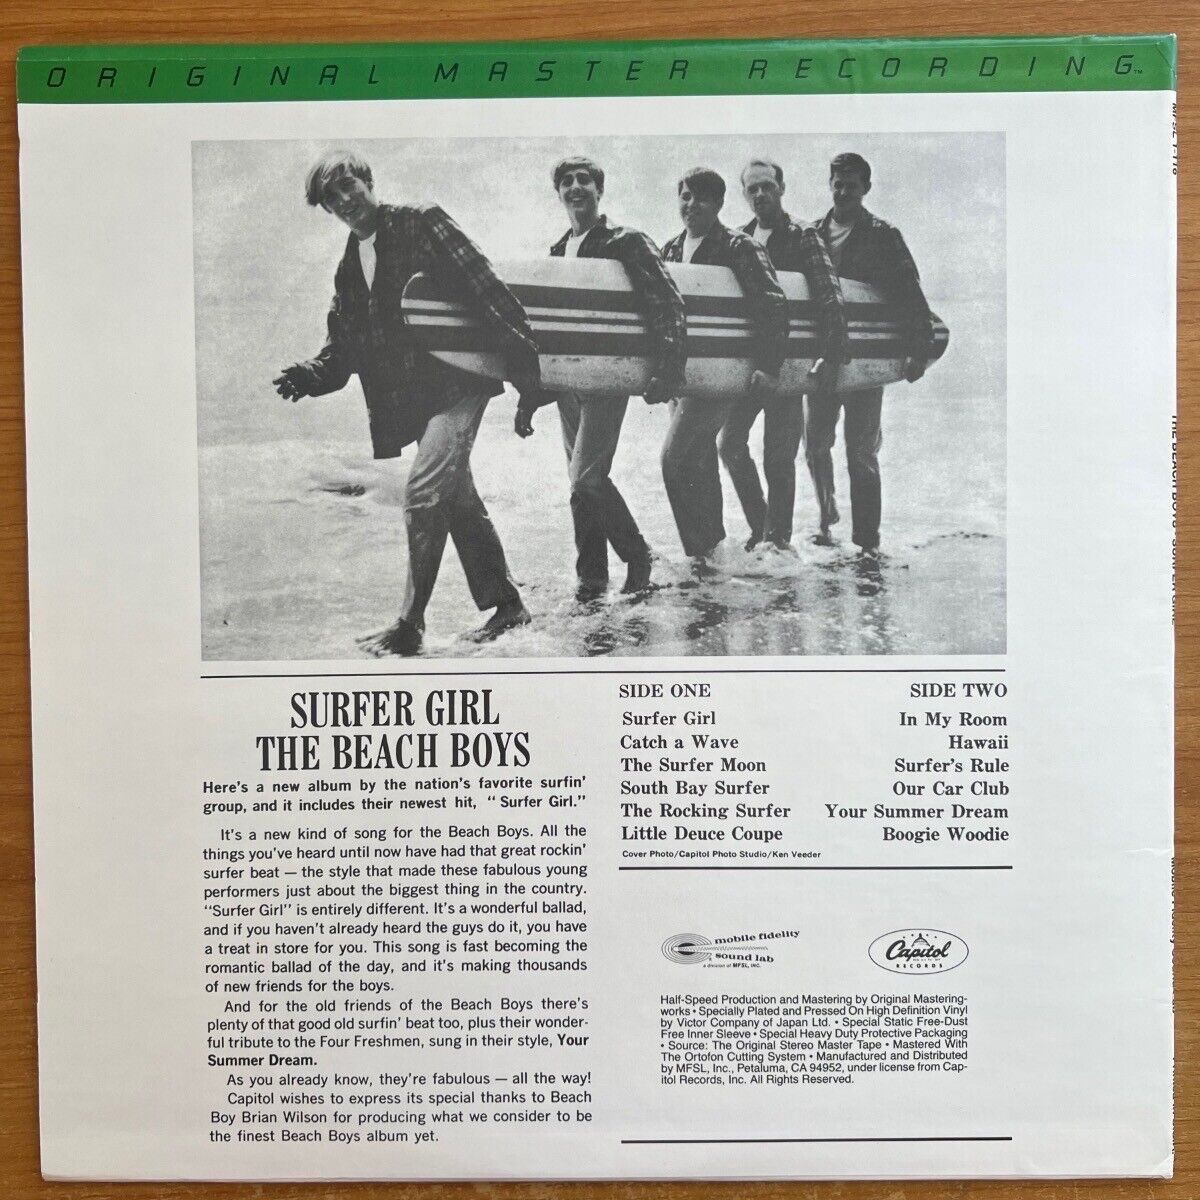 ORIGINAL MASTER RECORDING™
MFSL 1-116
THE BEACH BOYS SURFER GIRL
SURFER GIRL
THE BEACH BOYS
Here's a new album by the nation's favorite surfin'
group, and it includes their newest hit, " Surfer Girl."
It's a new kind of song for the Beach Boys. All the
things you've heard until now have had that great rockin'
surfer beat — the style that made these fabulous young
performers just about the biggest thing in the country.
"Surfer Girl" is entirely different. It's a wonderful ballad,
and if you haven't already heard the guys do it, you have
a treat in store for you. This song is fast becoming the
romantic ballad of the day, and it's making thousands
of new friends for the boys.
And for the old friends of the Beach Boys there's
plenty of that good old surfin' beat too, plus their wonder-
ful tribute to the Four Freshmen, sung in their style, Your
Summer Dream.
As you already know, they're fabulous — all the way!
Capitol wishes to express its special thanks to Beach
Boy Brian Wilson for producing what we consider to be
the finest Beach Boys album yet.
SIDE ONE
Surfer Girl
Catch a Wave
The Surfer Moon
South Bay Surfer
The Rocking Surfer
Little Deuce Coupe
SIDE TWO
In My Room
Hawaii
Surfer's Rule
Our Car Club
Your Summer Dream
Boogie Woodie
Cover Photo/Capitol Photo Studio/Ken Veeder
mobile fidelity
sound lab
a division of MFSL, INC.
Capitol
RECORDS
Half-Speed Production and Mastering by Original Mastering-
works • Specially Plated and Pressed On High Definition Vinyl
by Victor Company of Japan Ltd. • Special Static Free-Dust
Free Inner Sleeve • Special Heavy Duty Protective Packaging
• Source: The Original Stereo Master Tape • Mastered With
The Ortofon Cutting System • Manufactured and Distributed
by MFSL, Inc., Petaluma, CA 94952, under license from Cap-
itol Records, Inc. All Rights Reserved.